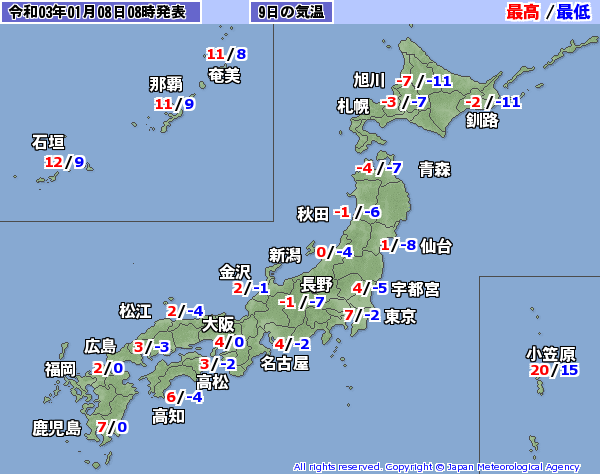 令和03年01月08日08時発表 9日の気温 最高/最低
11/8
奄美
那覇
11/9
石垣
12/9
旭川 -7/-11
札幌 -3/-7 -2/-11
釧路
-4/-7 青森
秋田 -1/-6
新潟 0/-4 1/-8 仙台
金沢
2/-1 長野
-1/-7 4/-5 宇都宮
松江 2/-4 7/-2 東京
大阪
4/0 4/-2
名古屋
広島 3/-3
福岡 2/0 3/-2
高松
6/-4
高知
鹿児島 7/0
小笠原
20/15
All rights reserved. Copyright © Japan Meteorological Agency